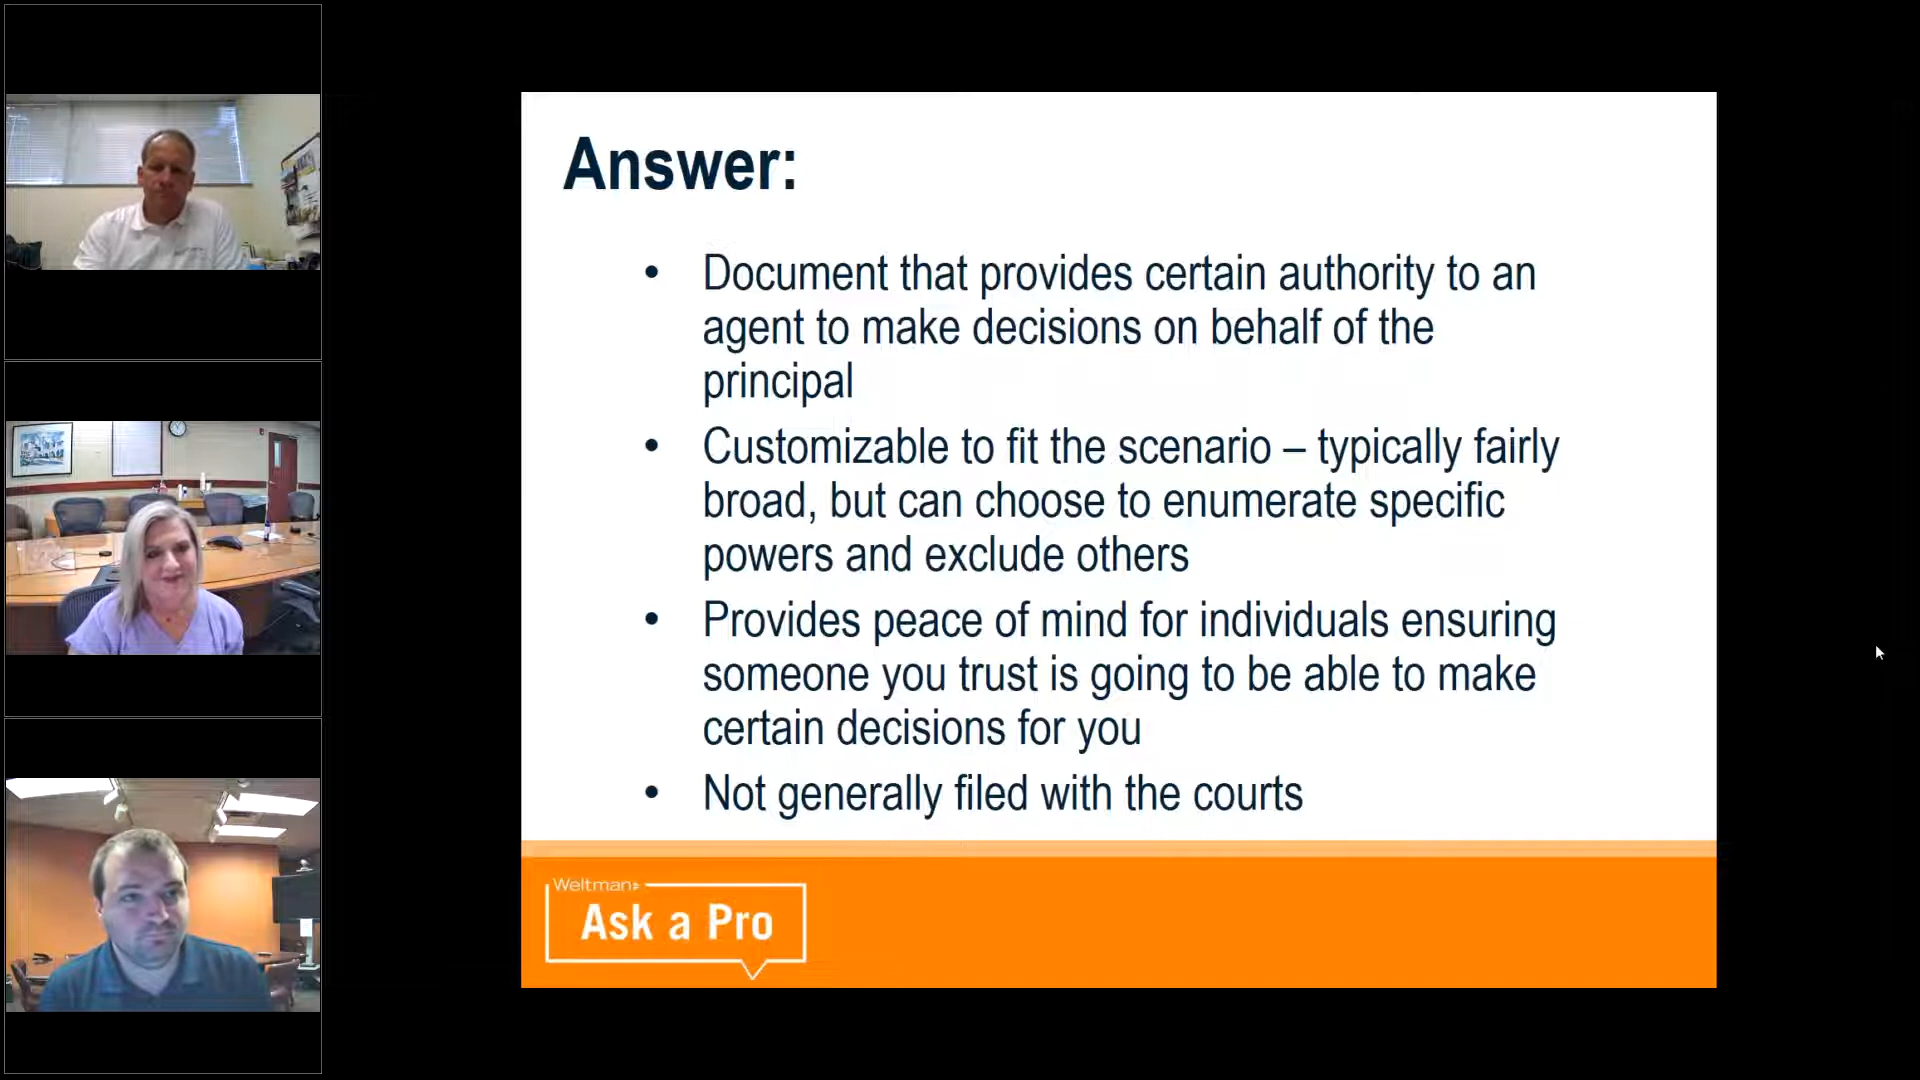 Answer:
• Document that provides certain authority to an
agent to make decisions on behalf of the
principal
• Customizable to fit the scenario – typically fairly
broad, but can choose to enumerate specific
powers and exclude others
• Provides peace of mind for individuals ensuring
someone you trust is going to be able to make
certain decisions for you
• Not generally filed with the courts
Weltman
Ask a Pro